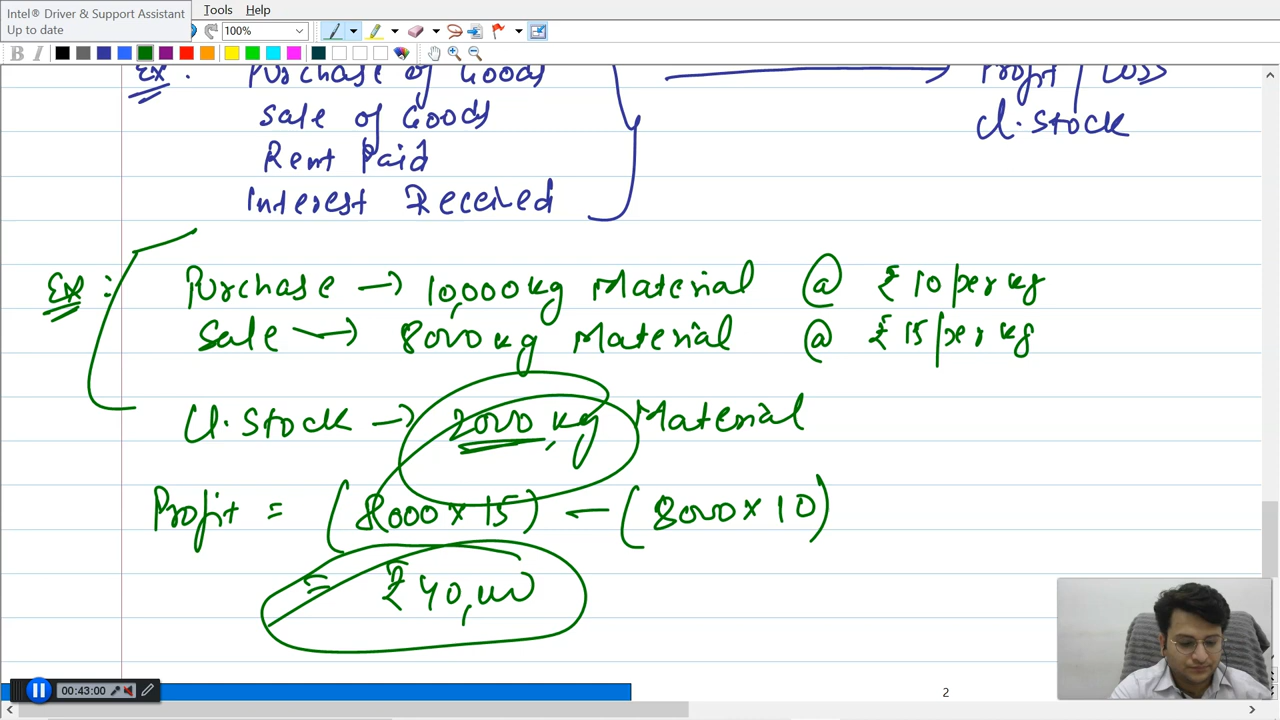 Intel® Driver & Support Assistant
Up to date
Tools Help
100%
B I
Ex: Purchase of Goods Profit / Loss
Sale of Goods Cl. Stock
Rent Paid
Interest Received
Ex: Purchase → 10,000 kg Material @ ₹ 10/per kg
Sale → 8000 kg Material @ ₹ 15/per kg
Cl. Stock → 2000 kg Material
Profit = (8000 × 15) – (8000 × 10)
= ₹ 40,000
00:43:00
2